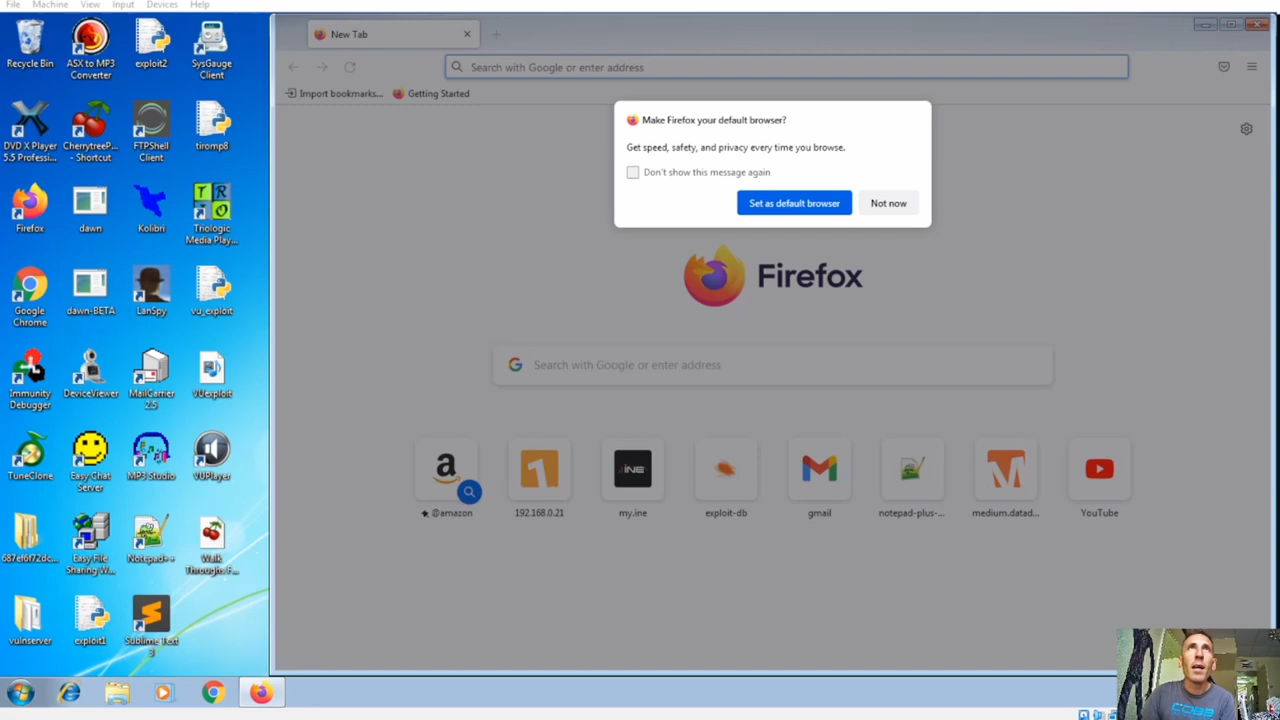 File Machine View Input Devices Help
New Tab
Search with Google or enter address
Import bookmarks...
Getting Started
Make Firefox your default browser?
Get speed, safety, and privacy every time you browse.
Don't show this message again
Set as default browser
Not now
Firefox
Search with Google or enter address
@amazon
192.168.0.21
my.ine
exploit-db
gmail
notepad-plus-...
medium.datad...
YouTube
Recycle Bin
ASX to MP3
Converter
exploit2
SysGauge
Client
DVD X Player
5.5 Professi...
CherrytreeP...
- Shortcut
FTPShell
Client
tiromp8
Firefox
dawn
Kolibri
Triologic
Media Play...
Google
Chrome
dawn-BETA
LanSpy
vu_exploit
Immunity
Debugger
DeviceViewer
MailCarrier
2.5
VUexploit
TuneClone
Easy Chat
Server
MP3 Studio
VUPlayer
687ef6f72dc...
Easy File
Sharing W...
Notepad++
Walk
Throughs F...
vulnserver
exploit1
Sublime Text
3